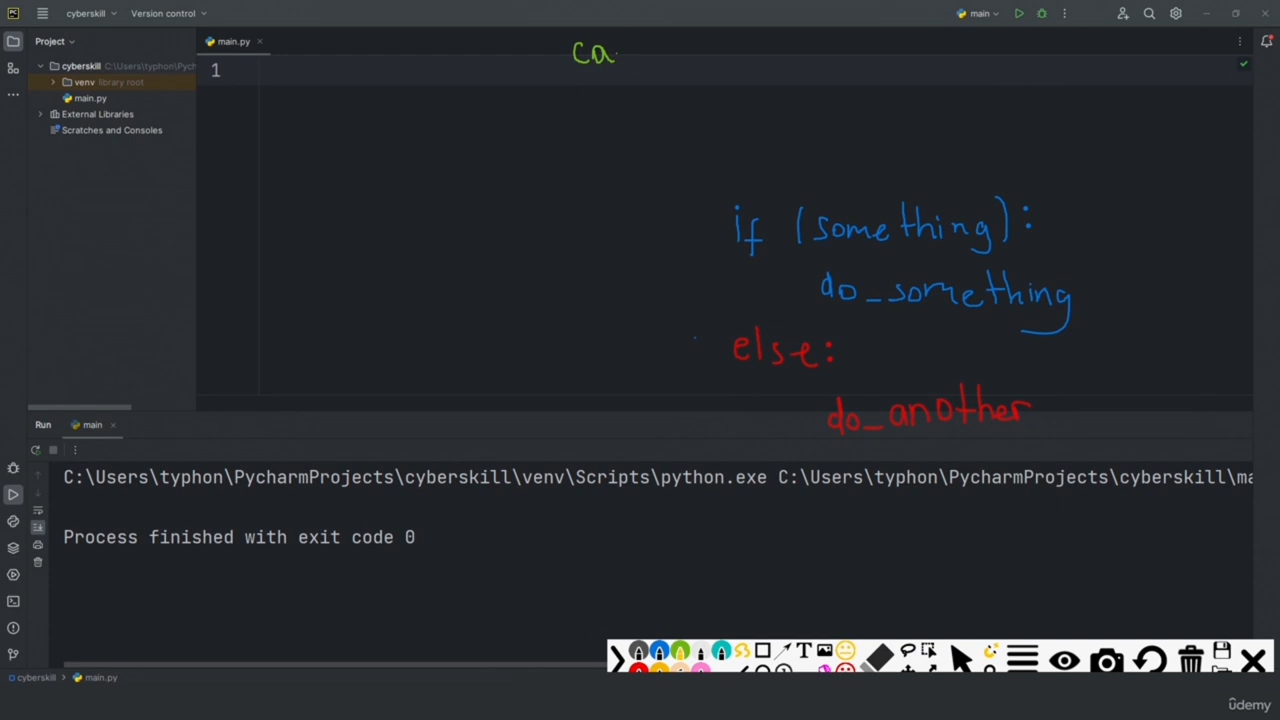 cyberskill Version control main
Project main.py
ca
cyberskill C:\Users\typhon\Pych
1
venv library root
main.py
External Libraries
Scratches and Consoles
if (something):
do_something
else:
do_another
Run main
C:\Users\typhon\PycharmProjects\cyberskill\venv\Scripts\python.exe C:\Users\typhon\PycharmProjects\cyberskill\ma
Process finished with exit code 0
T
cyberskill > main.py
ûdemy